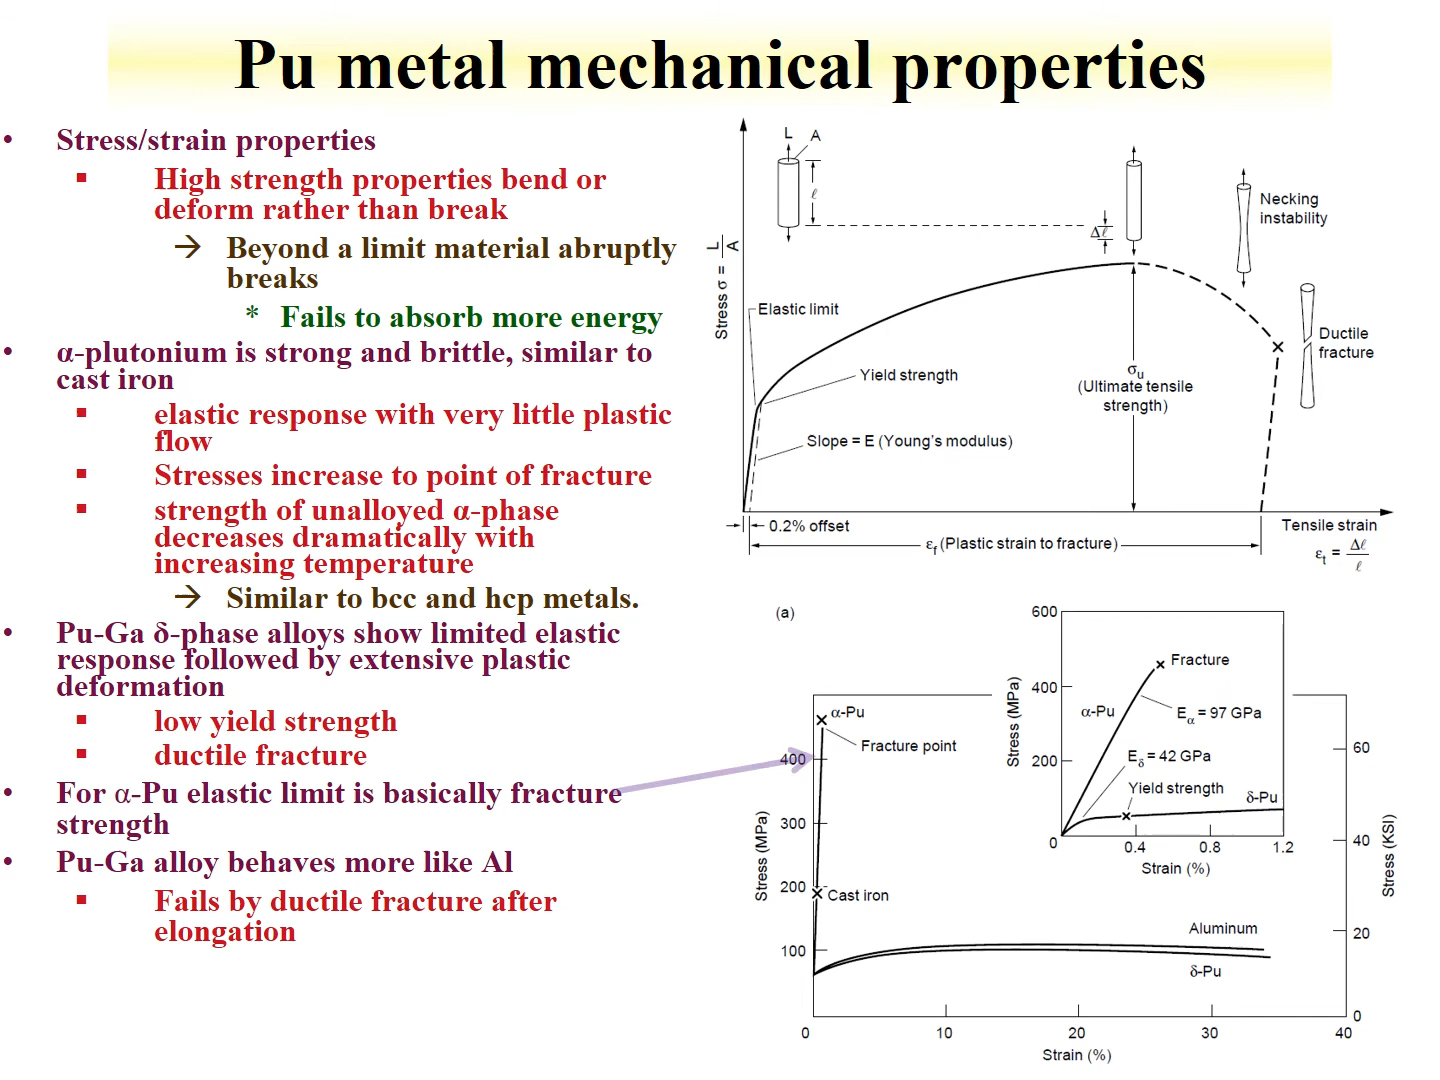 Pu metal mechanical properties
• Stress/strain properties
▪ High strength properties bend or
deform rather than break
→ Beyond a limit material abruptly
breaks
* Fails to absorb more energy
• α-plutonium is strong and brittle, similar to
cast iron
▪ elastic response with very little plastic
flow
▪ Stresses increase to point of fracture
▪ strength of unalloyed α-phase
decreases dramatically with
increasing temperature
→ Similar to bcc and hcp metals.
• Pu-Ga δ-phase alloys show limited elastic
response followed by extensive plastic
deformation
▪ low yield strength
▪ ductile fracture
• For α-Pu elastic limit is basically fracture
strength
• Pu-Ga alloy behaves more like Al
▪ Fails by ductile fracture after
elongation
L A
ℓ
Δℓ
Necking
instability
Stress σ = L/A
Elastic limit
Ductile
fracture
Yield strength
σu
(Ultimate tensile
strength)
Slope = E (Young's modulus)
0.2% offset
Tensile strain
εf (Plastic strain to fracture)
εt = Δℓ/ℓ
(a)
600
400
200
0
Stress (MPa)
Fracture
α-Pu
Eα = 97 GPa
Eδ = 42 GPa
Yield strength
δ-Pu
0.4 0.8 1.2
Strain (%)
α-Pu
Fracture point
400
300
200
100
Stress (MPa)
Cast iron
Aluminum
δ-Pu
60
40
20
0
Stress (KSI)
0 10 20 30 40
Strain (%)